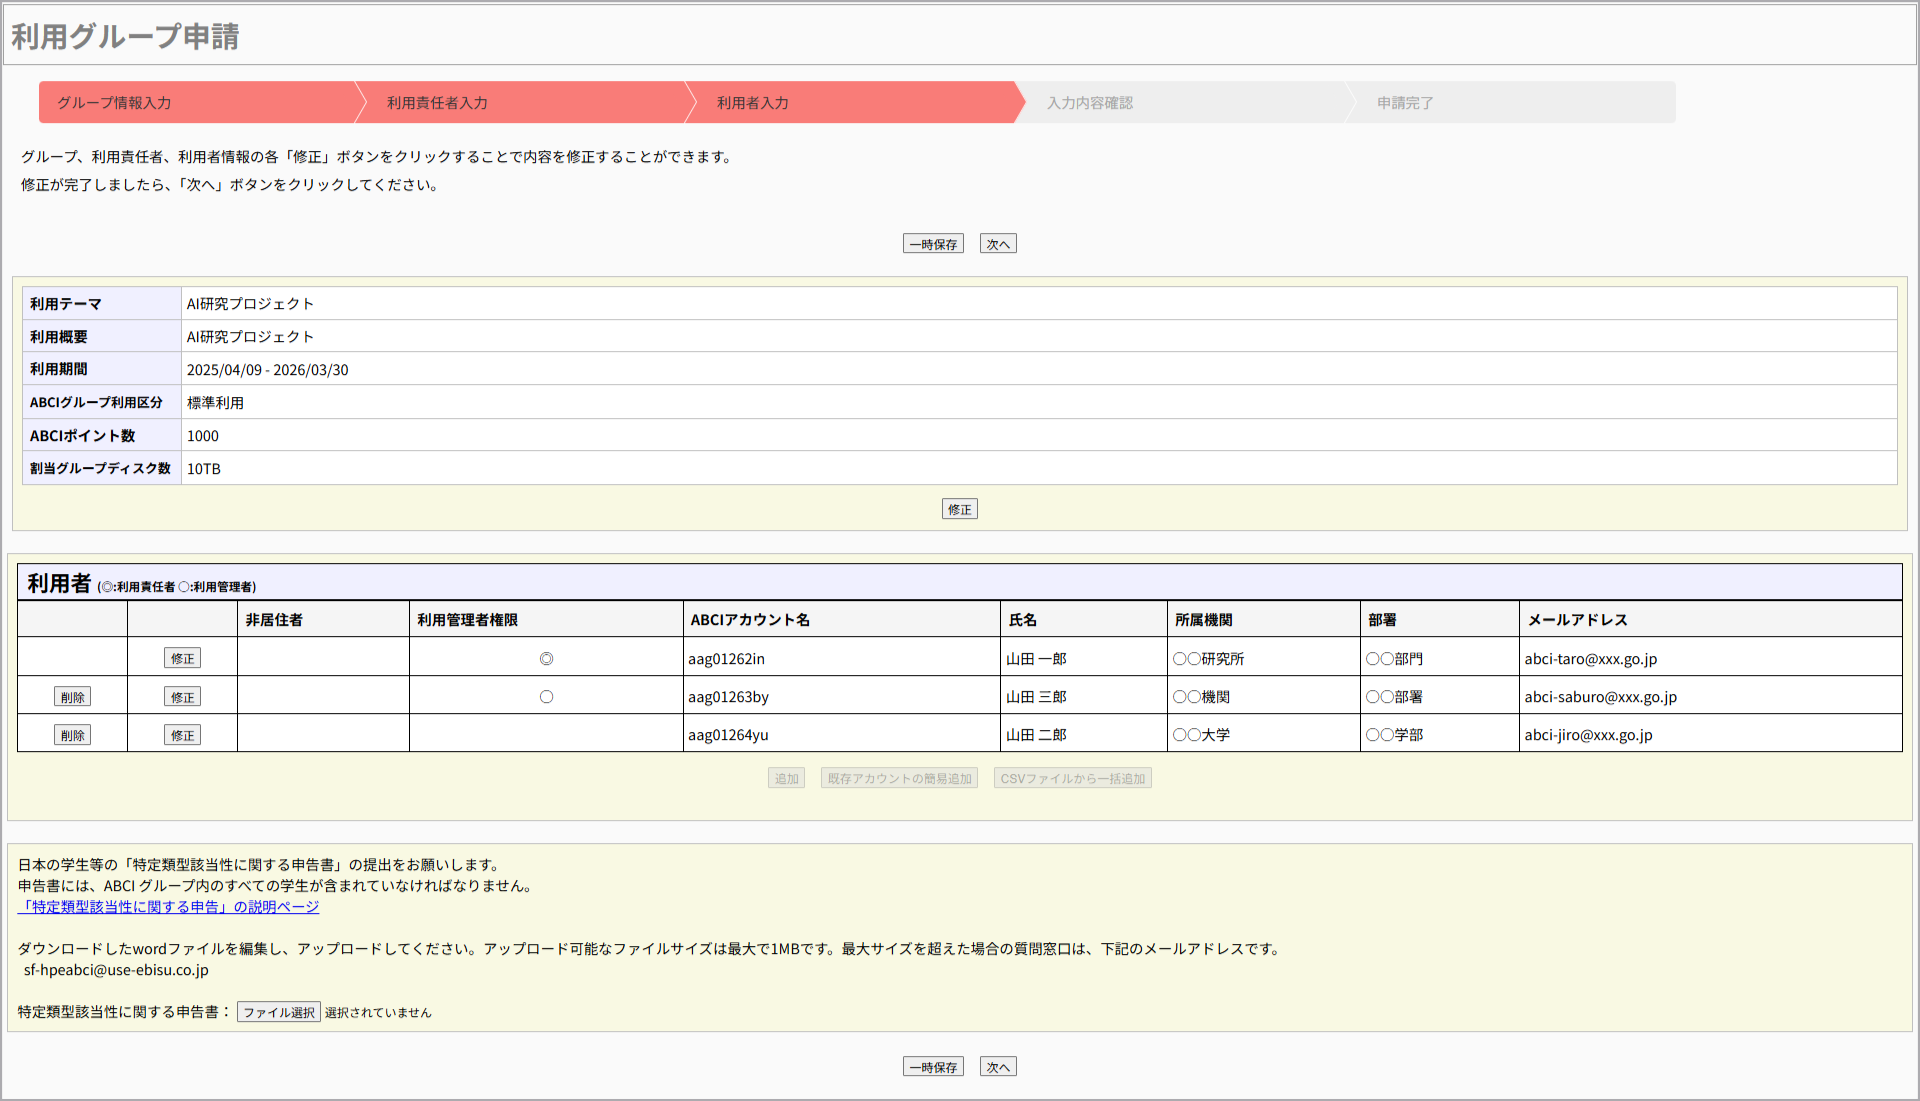 利用グループ申請
グループ情報入力
利用責任者入力
利用者入力
入力内容確認
申請完了
グループ、利用責任者、利用者情報の各「修正」ボタンをクリックすることで内容を修正することができます。
修正が完了しましたら、「次へ」ボタンをクリックしてください。
一時保存 次へ
利用テーマ AI研究プロジェクト
利用概要 AI研究プロジェクト
利用期間 2025/04/09 - 2026/03/30
ABCIグループ利用区分 標準利用
ABCIポイント数 1000
割当グループディスク数 10TB
修正
利用者 (◎:利用責任者 ○:利用管理者)
非居住者 利用管理者権限 ABCIアカウント名 氏名 所属機関 部署 メールアドレス
修正 ◎ aag01262in 山田 一郎 〇〇研究所 〇〇部門 abci-taro@xxx.go.jp
削除 修正 ○ aag01263by 山田 三郎 〇〇機関 〇〇部署 abci-saburo@xxx.go.jp
削除 修正 aag01264yu 山田 二郎 〇〇大学 〇〇学部 abci-jiro@xxx.go.jp
追加 既存アカウントの簡易追加 CSVファイルから一括追加
日本の学生等の「特定類型該当性に関する申告書」の提出をお願いします。
申告書には、ABCI グループ内のすべての学生が含まれていなければなりません。
「特定類型該当性に関する申告」の説明ページ
ダウンロードしたwordファイルを編集し、アップロードしてください。アップロード可能なファイルサイズは最大で1MBです。最大サイズを超えた場合の質問窓口は、下記のメールアドレスです。
sf-hpeabci@use-ebisu.co.jp
特定類型該当性に関する申告書： ファイル選択 選択されていません
一時保存 次へ